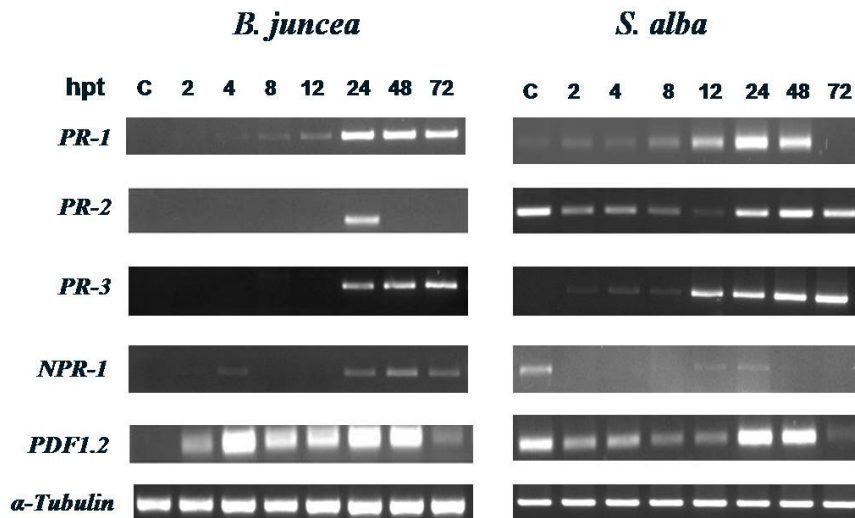 B. juncea S. alba
hpt C 2 4 8 12 24 48 72 C 2 4 8 12 24 48 72
PR-1
PR-2
PR-3
NPR-1
PDF1.2
α-Tubulin